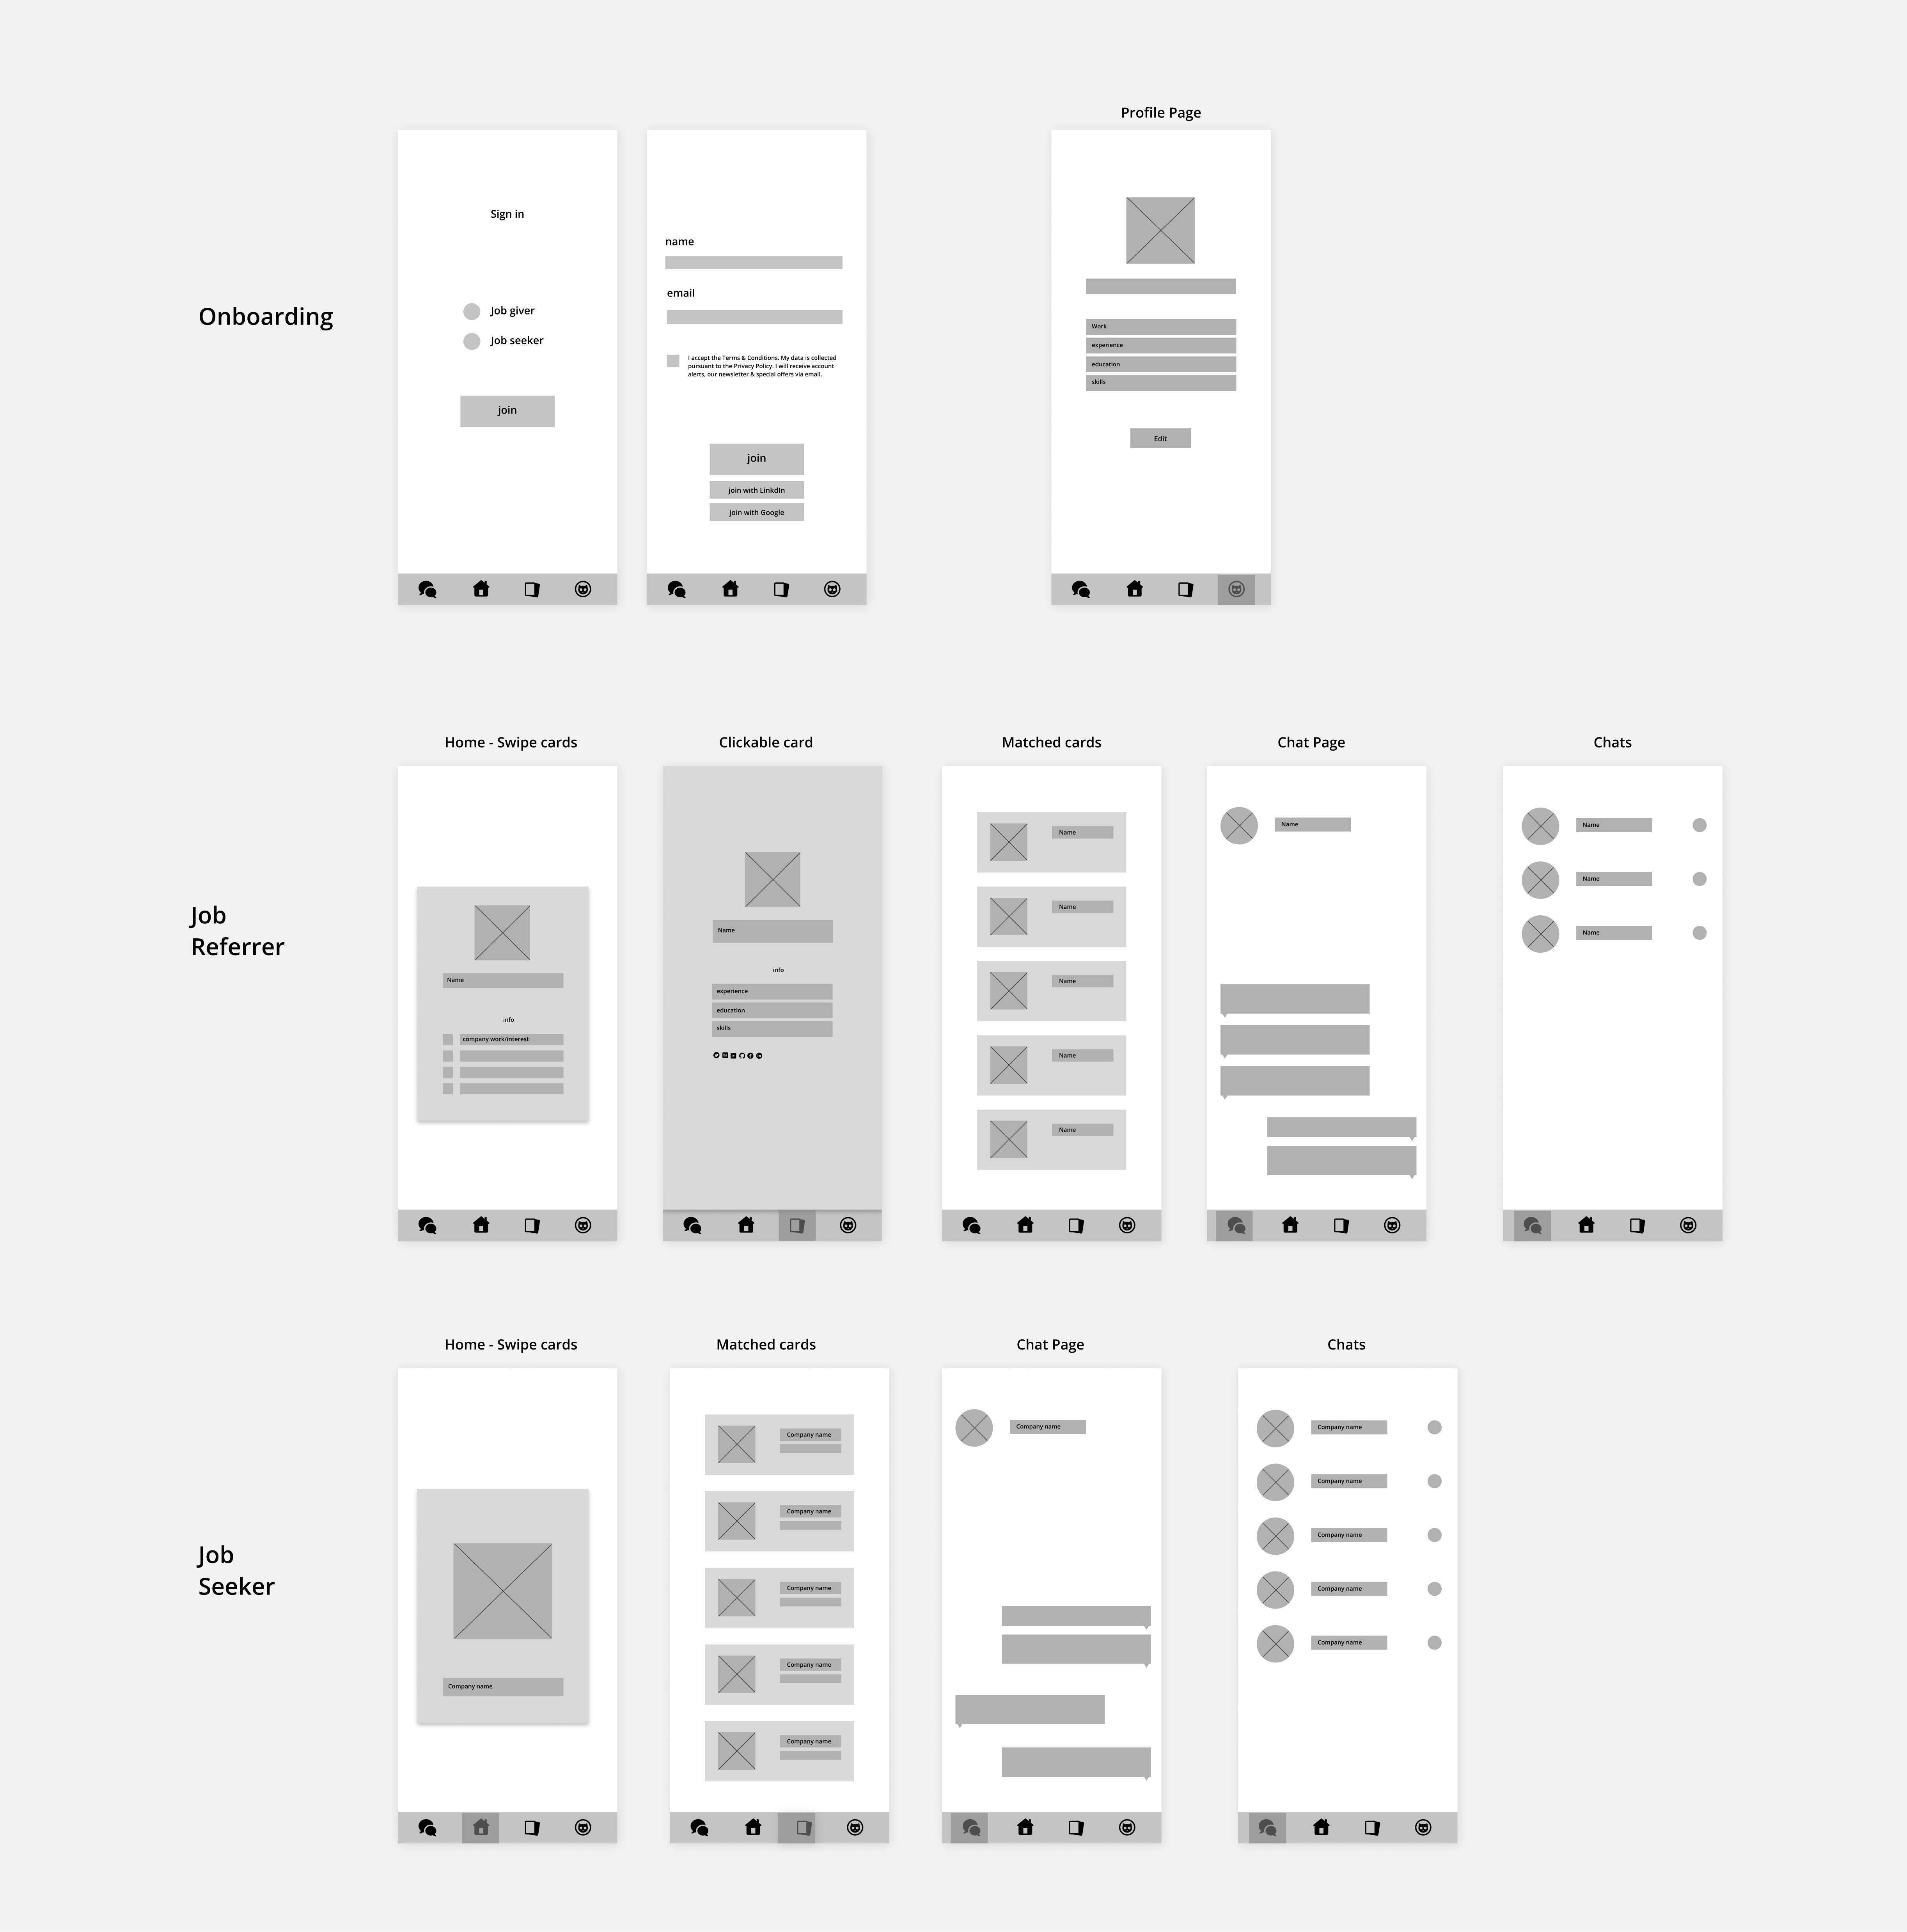 Profile Page
Onboarding
Sign in
Job giver
Job seeker
join
name
email
I accept the Terms & Conditions. My data is collected
pursuant to the Privacy Policy. I will receive account
alerts, our newsletter & special offers via email.
join
join with LinkdIn
join with Google
Work
experience
education
skills
Edit
Job
Referrer
Home - Swipe cards
Name
info
company work/interest
Clickable card
Name
info
experience
education
skills
Matched cards
Name
Name
Name
Name
Name
Chat Page
Name
Chats
Name
Name
Name
Job
Seeker
Home - Swipe cards
Company name
Matched cards
Company name
Company name
Company name
Company name
Company name
Chat Page
Company name
Chats
Company name
Company name
Company name
Company name
Company name